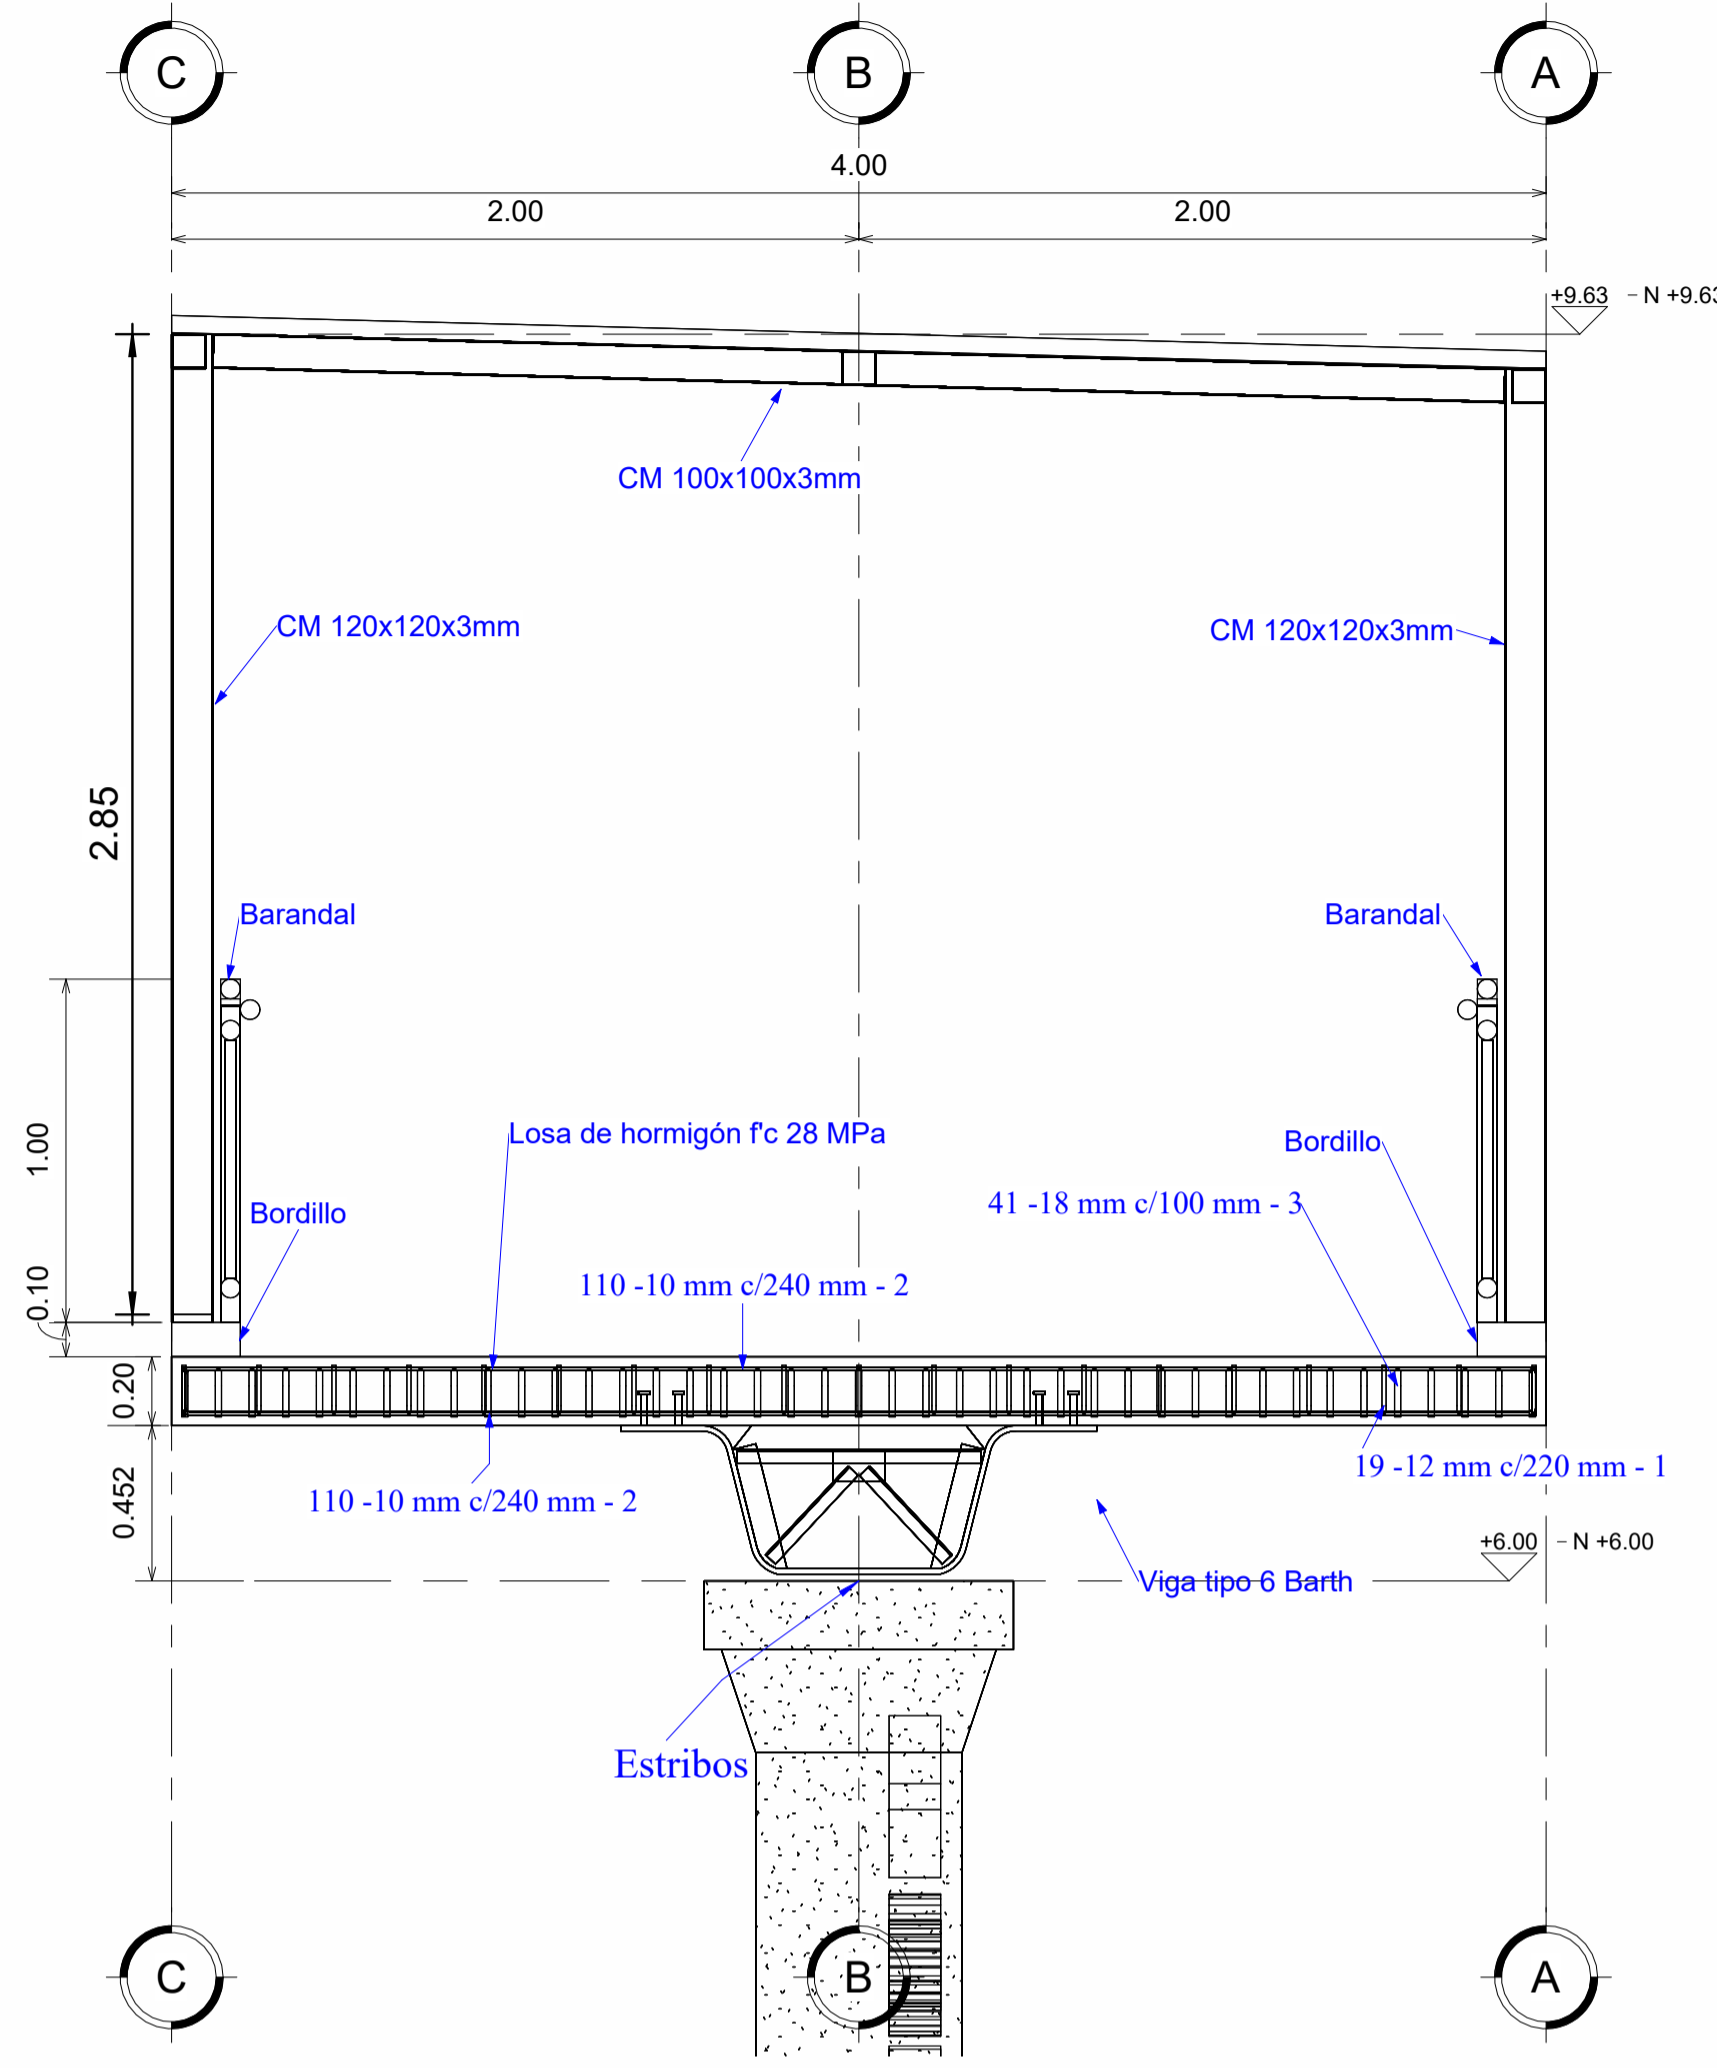 C
B
A
4.00
2.00
2.00
+9.63
N +9.63
CM 100x100x3mm
CM 120x120x3mm
CM 120x120x3mm
2.85
Barandal
Barandal
1.00
Losa de hormigón f'c 28 MPa
Bordillo
41 -18 mm c/100 mm - 3
Bordillo
110 -10 mm c/240 mm - 2
0.10
0.20
19 -12 mm c/220 mm - 1
110 -10 mm c/240 mm - 2
0.452
+6.00
N +6.00
Viga tipo 6 Barth
Estribos
C
B
A